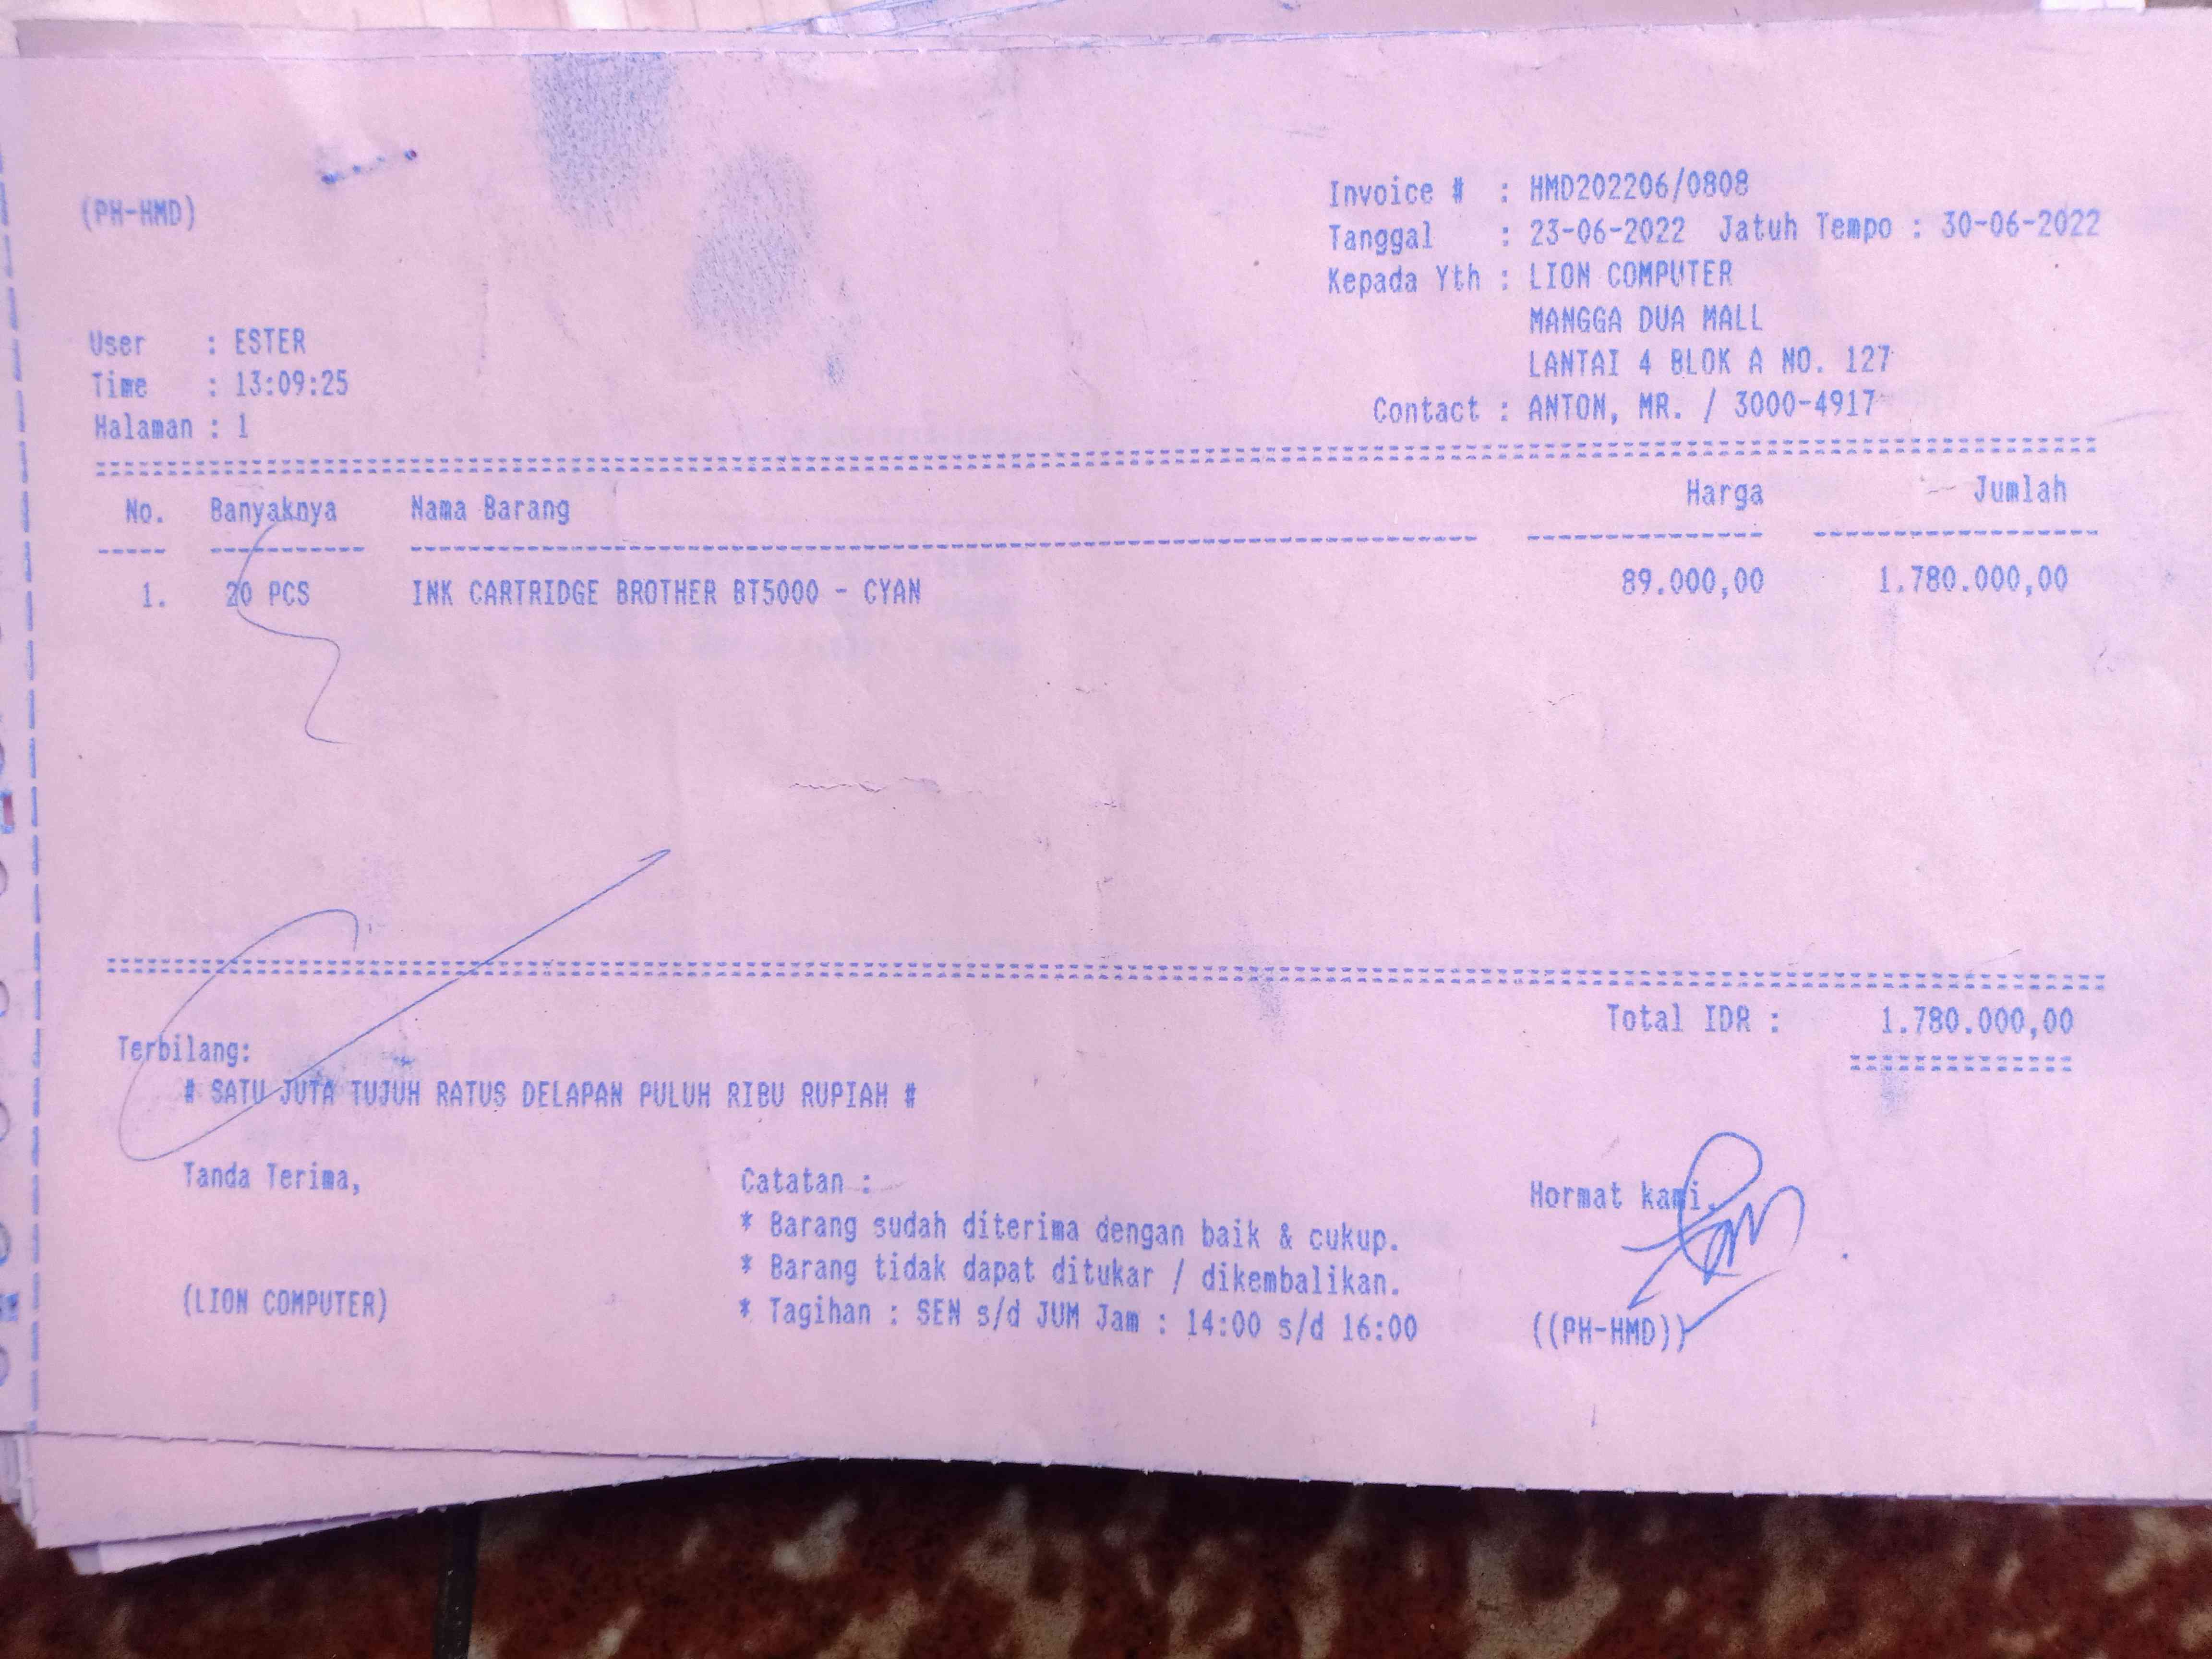 (PH-HMD)
Invoice # : HMD202206/0808
Tanggal : 23-06-2022 Jatuh Tempo : 30-06-2022
Kepada Yth : LION COMPUTER
MANGGA DUA MALL
LANTAI 4 BLOK A NO. 127
Contact : ANTON, MR. / 3000-4917
User : ESTER
Time : 13:09:25
Halaman : 1
No. Banyaknya Nama Barang Harga Jumlah
1. 20 PCS INK CARTRIDGE BROTHER BT5000 - CYAN 89.000,00 1.780.000,00
Total IDR : 1.780.000,00
Terbilang:
# SATU JUTA TUJUH RATUS DELAPAN PULUH RIBU RUPIAH #
Tanda Terima,
(LION COMPUTER)
Catatan :
* Barang sudah diterima dengan baik & cukup.
* Barang tidak dapat ditukar / dikembalikan.
* Tagihan : SEN s/d JUM Jam : 14:00 s/d 16:00
Hormat kami,
((PH-HMD))